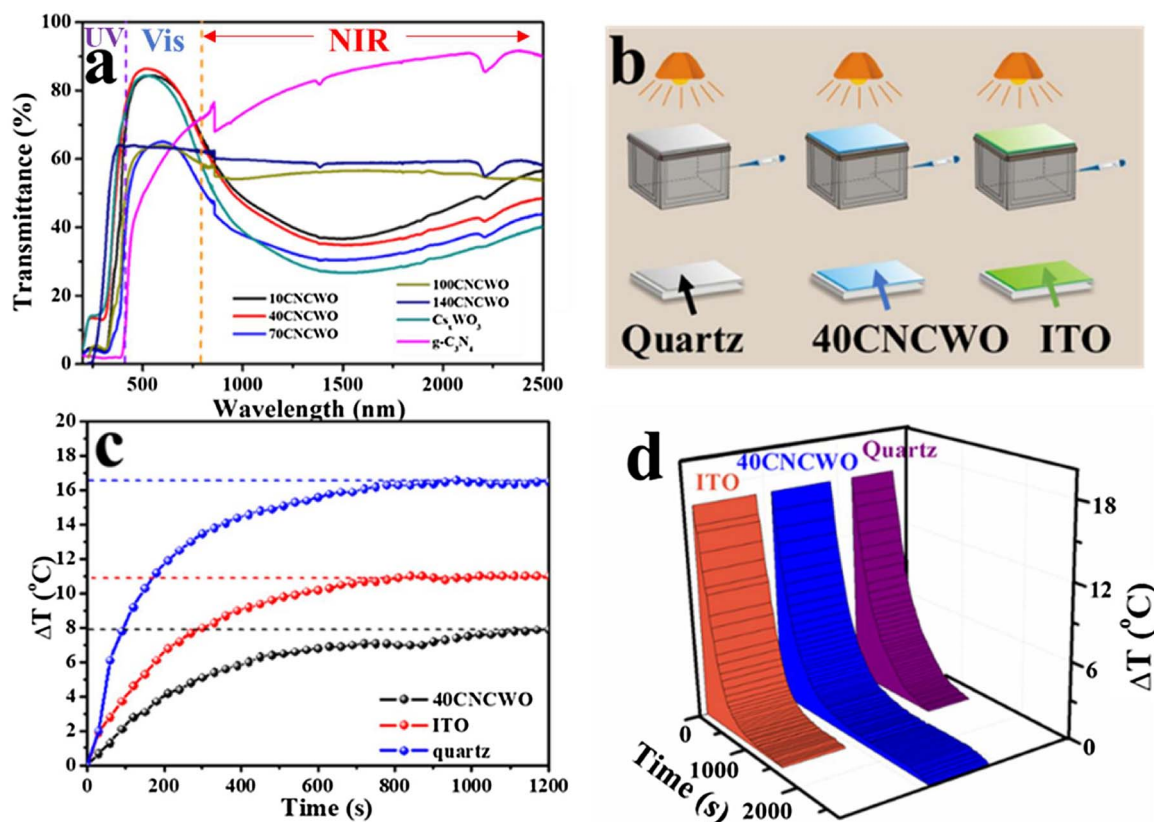 a
UV Vis NIR
Transmittance (%)
100
80
60
40
20
0
10CNCWO
40CNCWO
70CNCWO
100CNCWO
140CNCWO
CsₓWO₃
g-C₃N₄
500 1000 1500 2000 2500
Wavelength (nm)
b
Quartz 40CNCWO ITO
c
ΔT (°C)
20
18
16
14
12
10
8
6
4
2
0
40CNCWO
ITO
quartz
0 200 400 600 800 1000 1200
Time (s)
d
ITO 40CNCWO Quartz
18
12
6
0
ΔT (°C)
0
1000
2000
Time (s)